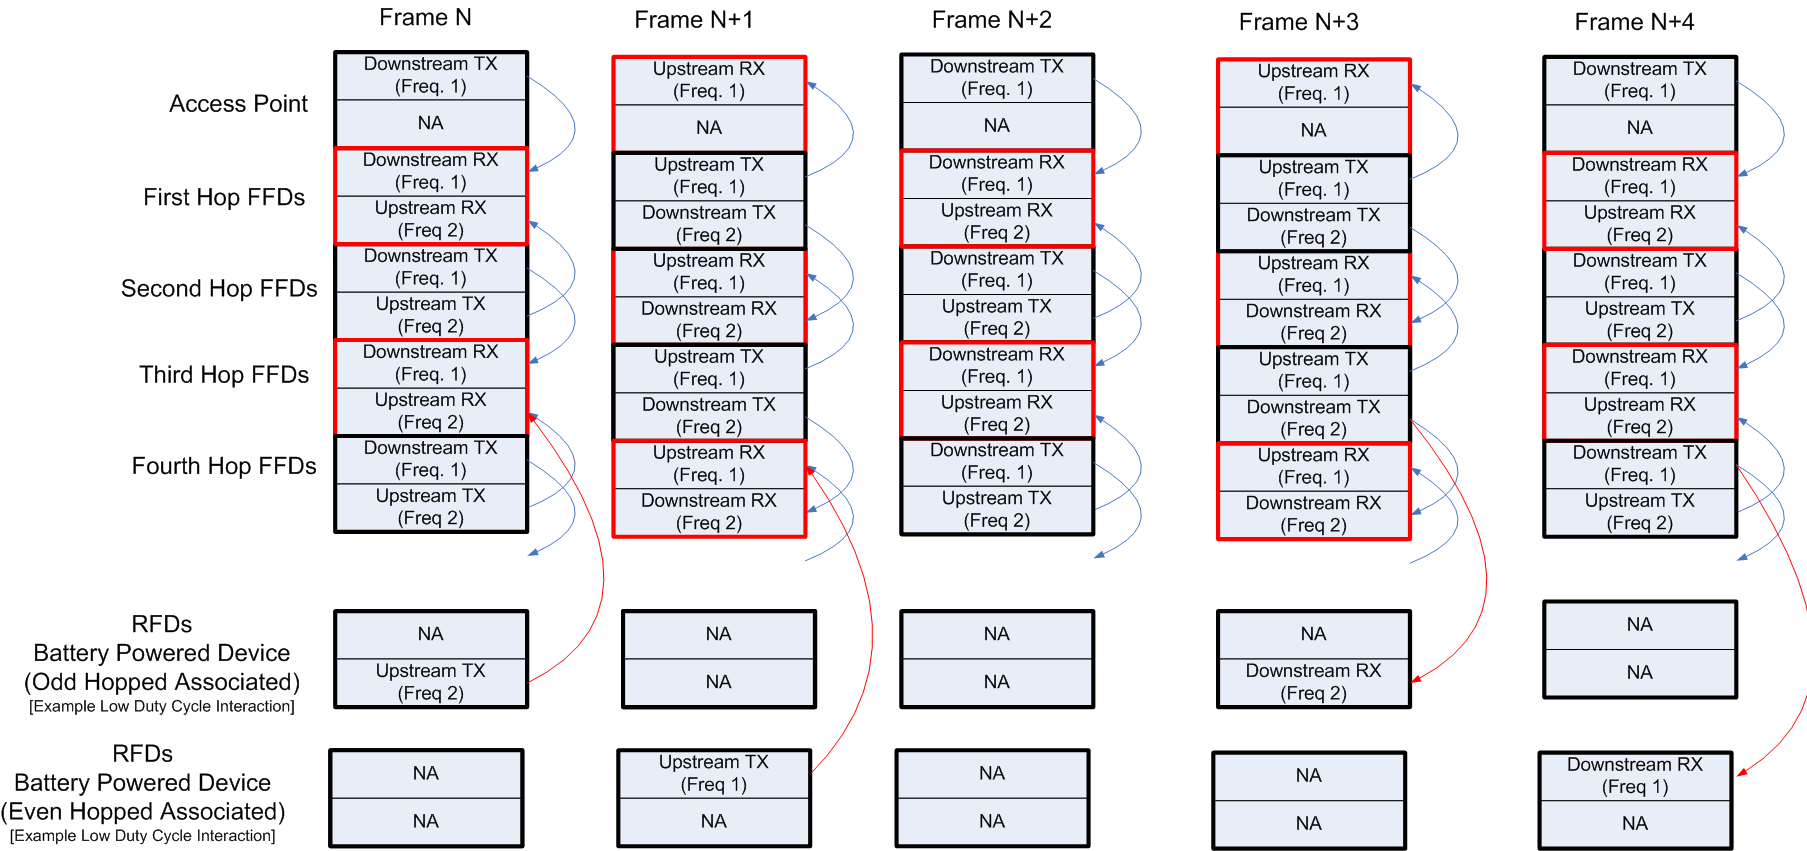 Frame N
Frame N+1
Frame N+2
Frame N+3
Frame N+4
Access Point
Downstream TX
(Freq. 1)
NA
Upstream RX
(Freq. 1)
NA
Downstream TX
(Freq. 1)
NA
Upstream RX
(Freq. 1)
NA
Downstream TX
(Freq. 1)
NA
First Hop FFDs
Downstream RX
(Freq. 1)
Upstream RX
(Freq 2)
Upstream TX
(Freq. 1)
Downstream TX
(Freq 2)
Downstream RX
(Freq. 1)
Upstream RX
(Freq 2)
Upstream TX
(Freq. 1)
Downstream TX
(Freq 2)
Downstream RX
(Freq. 1)
Upstream RX
(Freq 2)
Second Hop FFDs
Downstream TX
(Freq. 1)
Upstream TX
(Freq 2)
Upstream RX
(Freq. 1)
Downstream RX
(Freq 2)
Downstream TX
(Freq. 1)
Upstream TX
(Freq 2)
Upstream RX
(Freq. 1)
Downstream RX
(Freq 2)
Downstream TX
(Freq. 1)
Upstream TX
(Freq 2)
Third Hop FFDs
Downstream RX
(Freq. 1)
Upstream RX
(Freq 2)
Upstream TX
(Freq. 1)
Downstream TX
(Freq 2)
Downstream RX
(Freq. 1)
Upstream RX
(Freq 2)
Upstream TX
(Freq. 1)
Downstream TX
(Freq 2)
Downstream RX
(Freq. 1)
Upstream RX
(Freq 2)
Fourth Hop FFDs
Downstream TX
(Freq. 1)
Upstream TX
(Freq 2)
Upstream RX
(Freq. 1)
Downstream RX
(Freq 2)
Downstream TX
(Freq. 1)
Upstream TX
(Freq 2)
Upstream RX
(Freq. 1)
Downstream RX
(Freq 2)
Downstream TX
(Freq. 1)
Upstream TX
(Freq 2)
RFDs
Battery Powered Device
(Odd Hopped Associated)
[Example Low Duty Cycle Interaction]
NA
Upstream TX
(Freq 2)
NA
NA
NA
NA
NA
Downstream RX
(Freq 2)
NA
NA
RFDs
Battery Powered Device
(Even Hopped Associated)
[Example Low Duty Cycle Interaction]
NA
NA
Upstream TX
(Freq 1)
NA
NA
NA
NA
NA
Downstream RX
(Freq 1)
NA